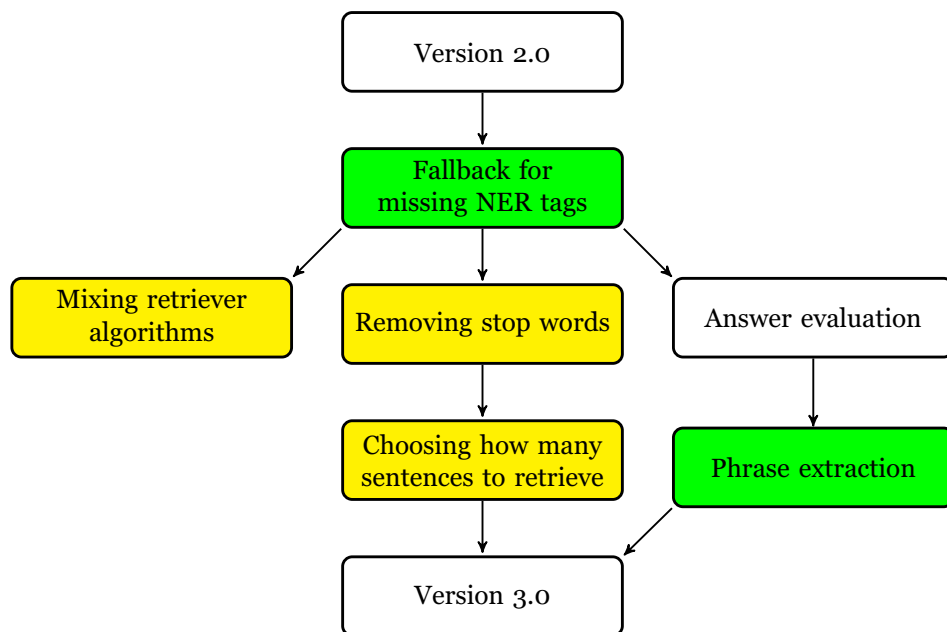 Version 2.0
Fallback for
missing NER tags
Mixing retriever
algorithms
Removing stop words
Answer evaluation
Choosing how many
sentences to retrieve
Phrase extraction
Version 3.0